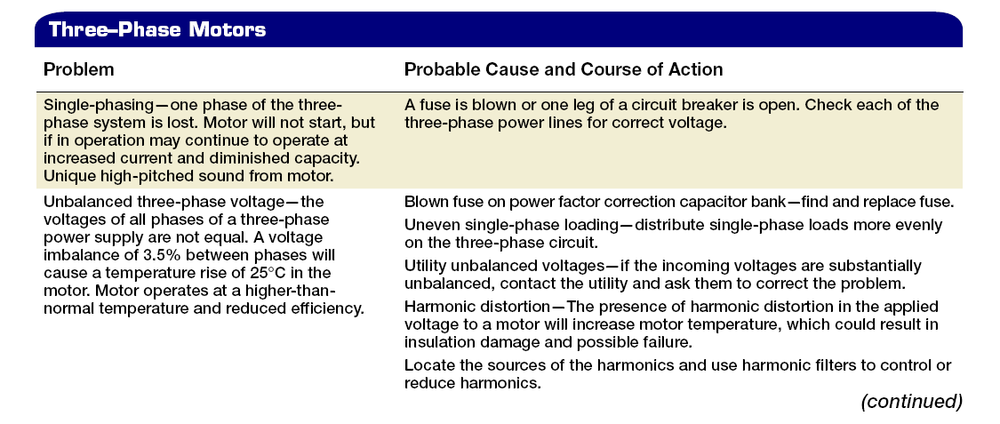 Three–Phase Motors
Problem
Probable Cause and Course of Action
Single-phasing—one phase of the three-
phase system is lost. Motor will not start, but
if in operation may continue to operate at
increased current and diminished capacity.
Unique high-pitched sound from motor.
A fuse is blown or one leg of a circuit breaker is open. Check each of the
three-phase power lines for correct voltage.
Unbalanced three-phase voltage—the
voltages of all phases of a three-phase
power supply are not equal. A voltage
imbalance of 3.5% between phases will
cause a temperature rise of 25°C in the
motor. Motor operates at a higher-than-
normal temperature and reduced efficiency.
Blown fuse on power factor correction capacitor bank—find and replace fuse.
Uneven single-phase loading—distribute single-phase loads more evenly
on the three-phase circuit.
Utility unbalanced voltages—if the incoming voltages are substantially
unbalanced, contact the utility and ask them to correct the problem.
Harmonic distortion—The presence of harmonic distortion in the applied
voltage to a motor will increase motor temperature, which could result in
insulation damage and possible failure.
Locate the sources of the harmonics and use harmonic filters to control or
reduce harmonics.
(continued)